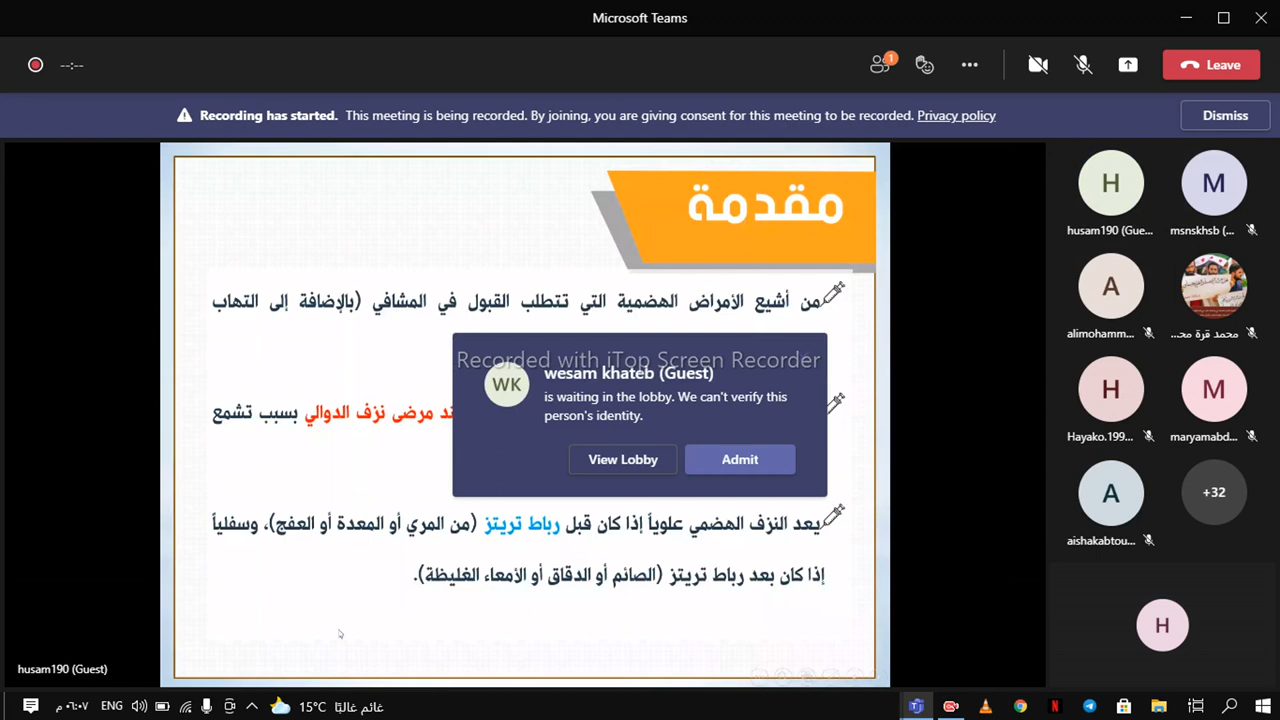 Microsoft Teams
--:--
1
Leave
Recording has started. This meeting is being recorded. By joining, you are giving consent for this meeting to be recorded. Privacy policy
Dismiss
مقدمة
من أشيع الأمراض الهضمية التي تتطلب القبول في المشافي (بالإضافة إلى التهاب
مرضى نزف الدوالي بسبب تشمع
يعد النزف الهضمي علوياً إذا كان قبل رباط تريتز (من المري أو المعدة أو العفج)، وسفلياً
إذا كان بعد رباط تريتز (الصائم أو الدقاق أو الأمعاء الغليظة).
Recorded with iTop Screen Recorder
WK
wesam khateb (Guest)
is waiting in the lobby. We can't verify this
person's identity.
View Lobby
Admit
husam190 (Guest)
H
husam190 (Gue...
M
msnskhsb (...
A
alimohamm...
محمد قرة مح...
H
Hayako.199...
M
maryamabd...
A
aishakabtou...
+32
H
ENG
15°C
غائم غالبًا
٠٦:٠٧ م